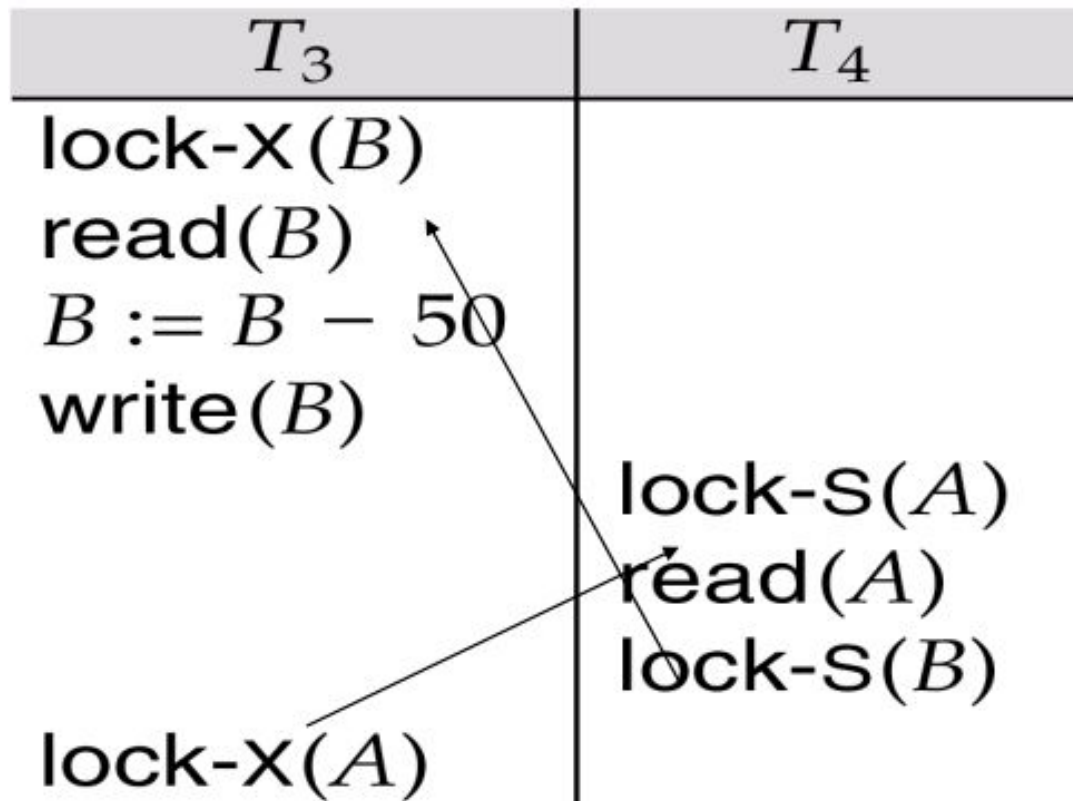 T₃ T₄
lock-X(B)
read(B)
B := B − 50
write(B)
lock-S(A)
read(A)
lock-S(B)
lock-X(A)